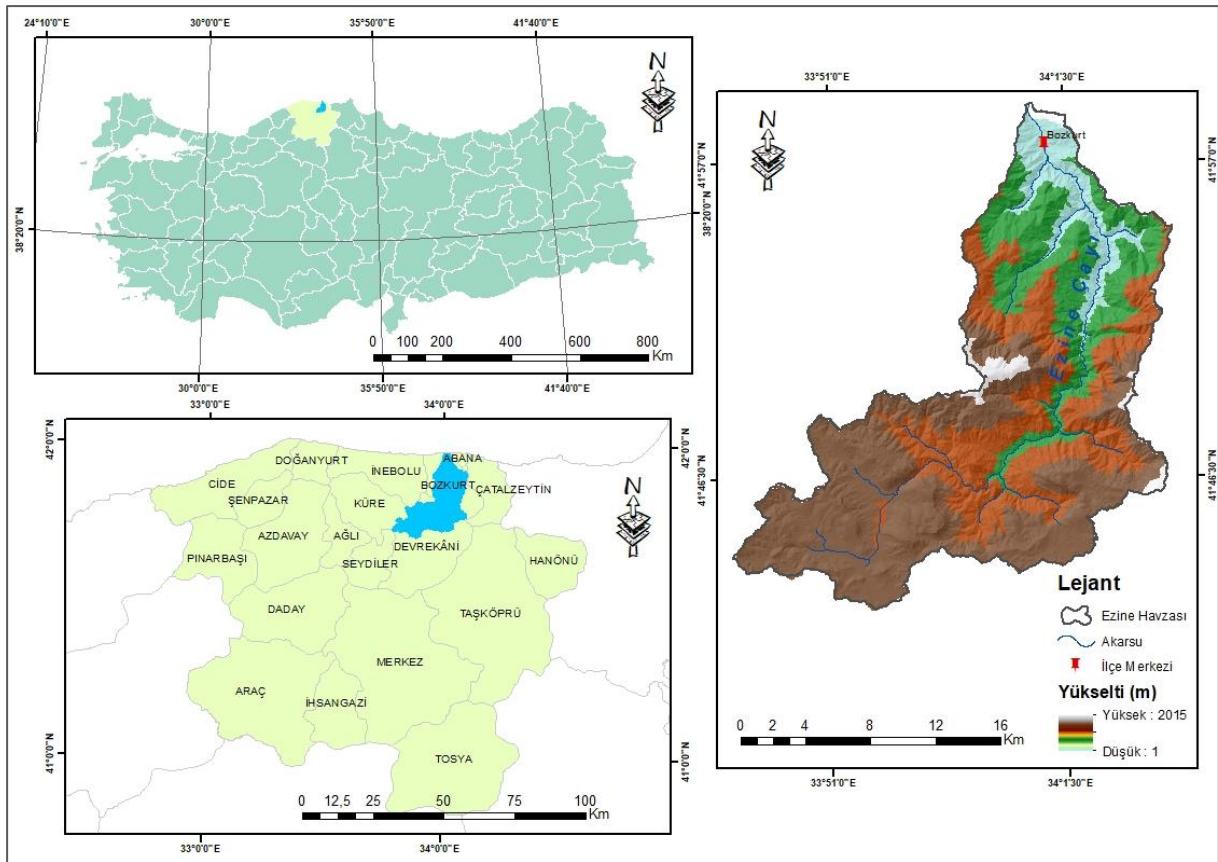 24°10'0"E
30°0'0"E
35°50'0"E
41°40'0"E
N
38°20'0"N
38°20'0"N
0 50 100 200 400 600 800
Km
30°0'0"E
35°50'0"E
41°40'0"E
33°0'0"E
34°0'0"E
42°0'0"N
42°0'0"N
N
DOĞANYURT
İNEBOLU
ABANA
BOZKURT
ÇATALZEYTİN
CİDE
ŞENPAZAR
KÜRE
AZDAVAY
AĞLI
DEVREKÂNİ
PINARBAŞI
SEYDİLER
HANÖNÜ
DADAY
TAŞKÖPRÜ
MERKEZ
ARAÇ
İHSANGAZİ
TOSYA
41°0'0"N
41°0'0"N
0 12,5 25 50 75 100
Km
33°0'0"E
34°0'0"E
33°51'0"E
34°1'30"E
N
Bozkurt
41°57'0"N
41°57'0"N
Ezine Çayı
41°46'30"N
41°46'30"N
Lejant
Ezine Havzası
Akarsu
İlçe Merkezi
Yükselti (m)
Yüksek : 2015
Düşük : 1
0 2 4 8 12 16
Km
33°51'0"E
34°1'30"E